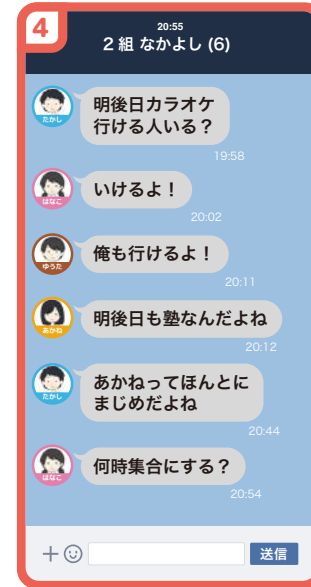 4
20:55
2組 なかよし (6)
明後日カラオケ
行ける人いる？
たかし
19:58
いけるよ！
はなこ
20:02
俺も行けるよ！
ゆうた
20:11
明後日も塾なんだよね
あかね
20:12
あかねってほんとに
まじめだよね
たかし
20:44
何時集合にする？
はなこ
20:54
送信